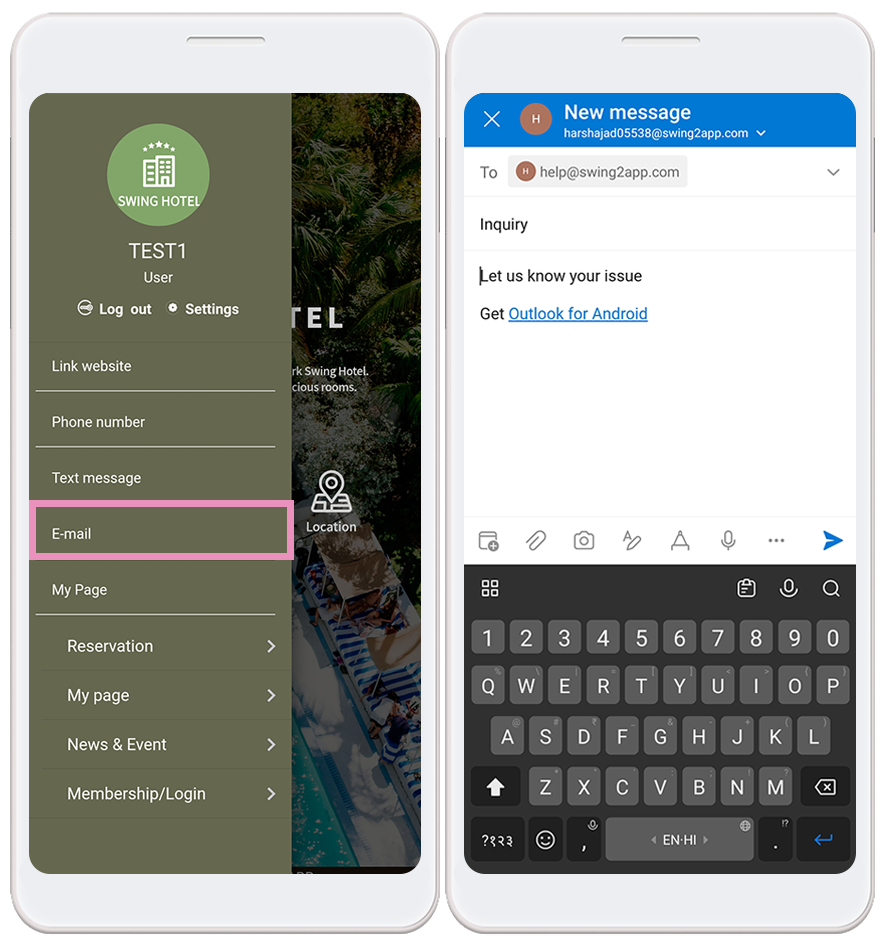 SWING HOTEL
TEST1
User
Log out
Settings
Link website
Phone number
Text message
E-mail
My Page
Reservation
My page
News & Event
Membership/Login
TEL
rk Swing Hotel.
cious rooms.
Location
New message
harshajad05538@swing2app.com
To
H
help@swing2app.com
Inquiry
Let us know your issue
Get Outlook for Android
1 2 3 4 5 6 7 8 9 0
Q W E R T Y U I O P
A S D F G H J K L
Z X C V B N M
?१२३ , EN·HI .